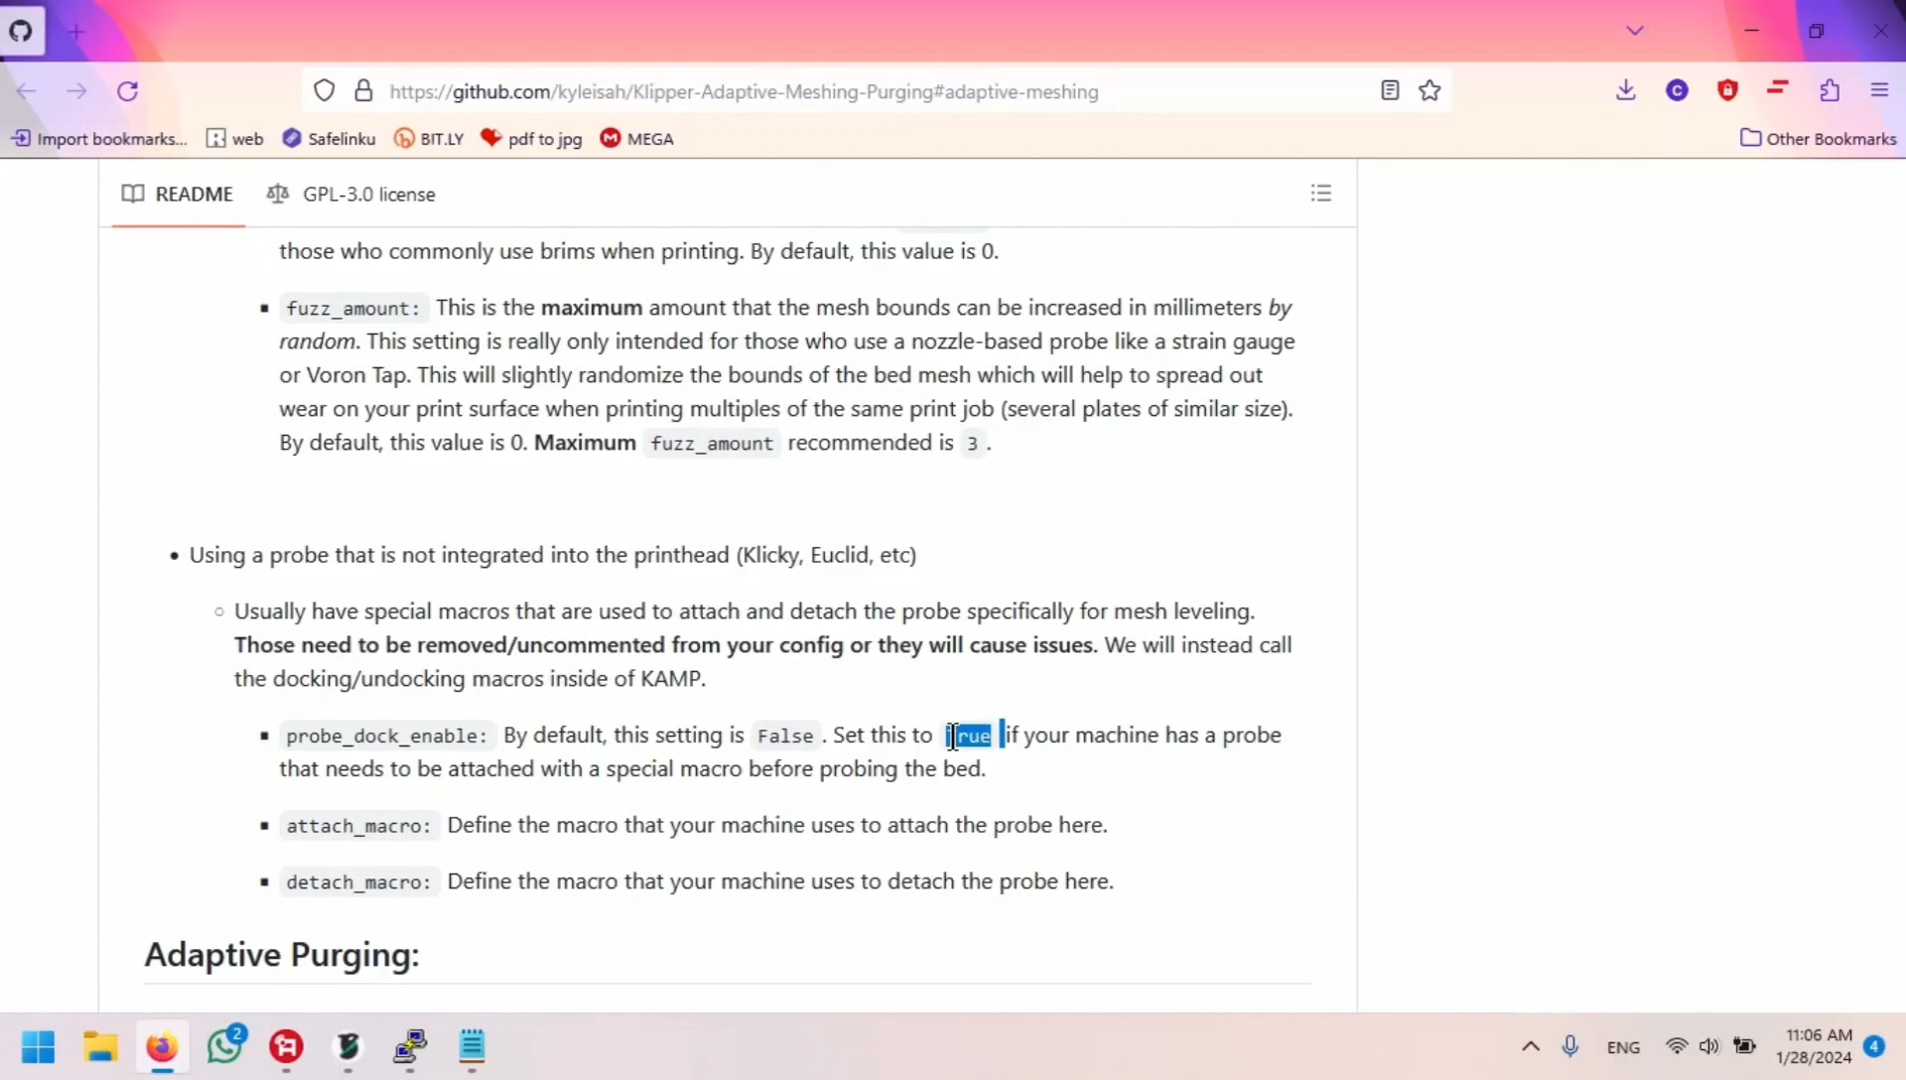 https://github.com/kyleisah/Klipper-Adaptive-Meshing-Purging#adaptive-meshing
Import bookmarks... web Safelinku BIT.LY pdf to jpg MEGA Other Bookmarks
README GPL-3.0 license
those who commonly use brims when printing. By default, this value is 0.
fuzz_amount: This is the maximum amount that the mesh bounds can be increased in millimeters by
random. This setting is really only intended for those who use a nozzle-based probe like a strain gauge
or Voron Tap. This will slightly randomize the bounds of the bed mesh which will help to spread out
wear on your print surface when printing multiples of the same print job (several plates of similar size).
By default, this value is 0. Maximum fuzz_amount recommended is 3.
Using a probe that is not integrated into the printhead (Klicky, Euclid, etc)
Usually have special macros that are used to attach and detach the probe specifically for mesh leveling.
Those need to be removed/uncommented from your config or they will cause issues. We will instead call
the docking/undocking macros inside of KAMP.
probe_dock_enable: By default, this setting is False. Set this to True if your machine has a probe
that needs to be attached with a special macro before probing the bed.
attach_macro: Define the macro that your machine uses to attach the probe here.
detach_macro: Define the macro that your machine uses to detach the probe here.
Adaptive Purging:
2
ENG
11:06 AM
1/28/2024
4